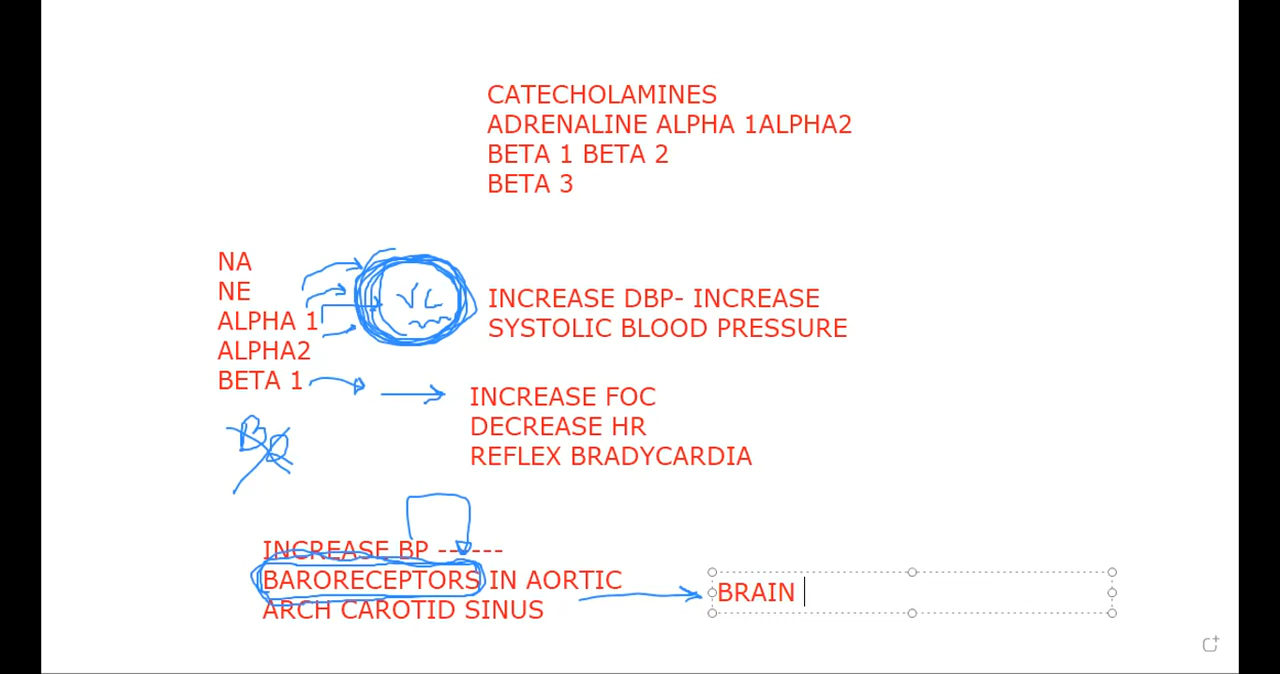 CATECHOLAMINES
ADRENALINE ALPHA 1ALPHA2
BETA 1 BETA 2
BETA 3
NA
NE
ALPHA 1
ALPHA2
BETA 1
VC
INCREASE DBP- INCREASE
SYSTOLIC BLOOD PRESSURE
INCREASE FOC
DECREASE HR
REFLEX BRADYCARDIA
INCREASE BP ------
BARORECEPTORS IN AORTIC
ARCH CAROTID SINUS
BRAIN